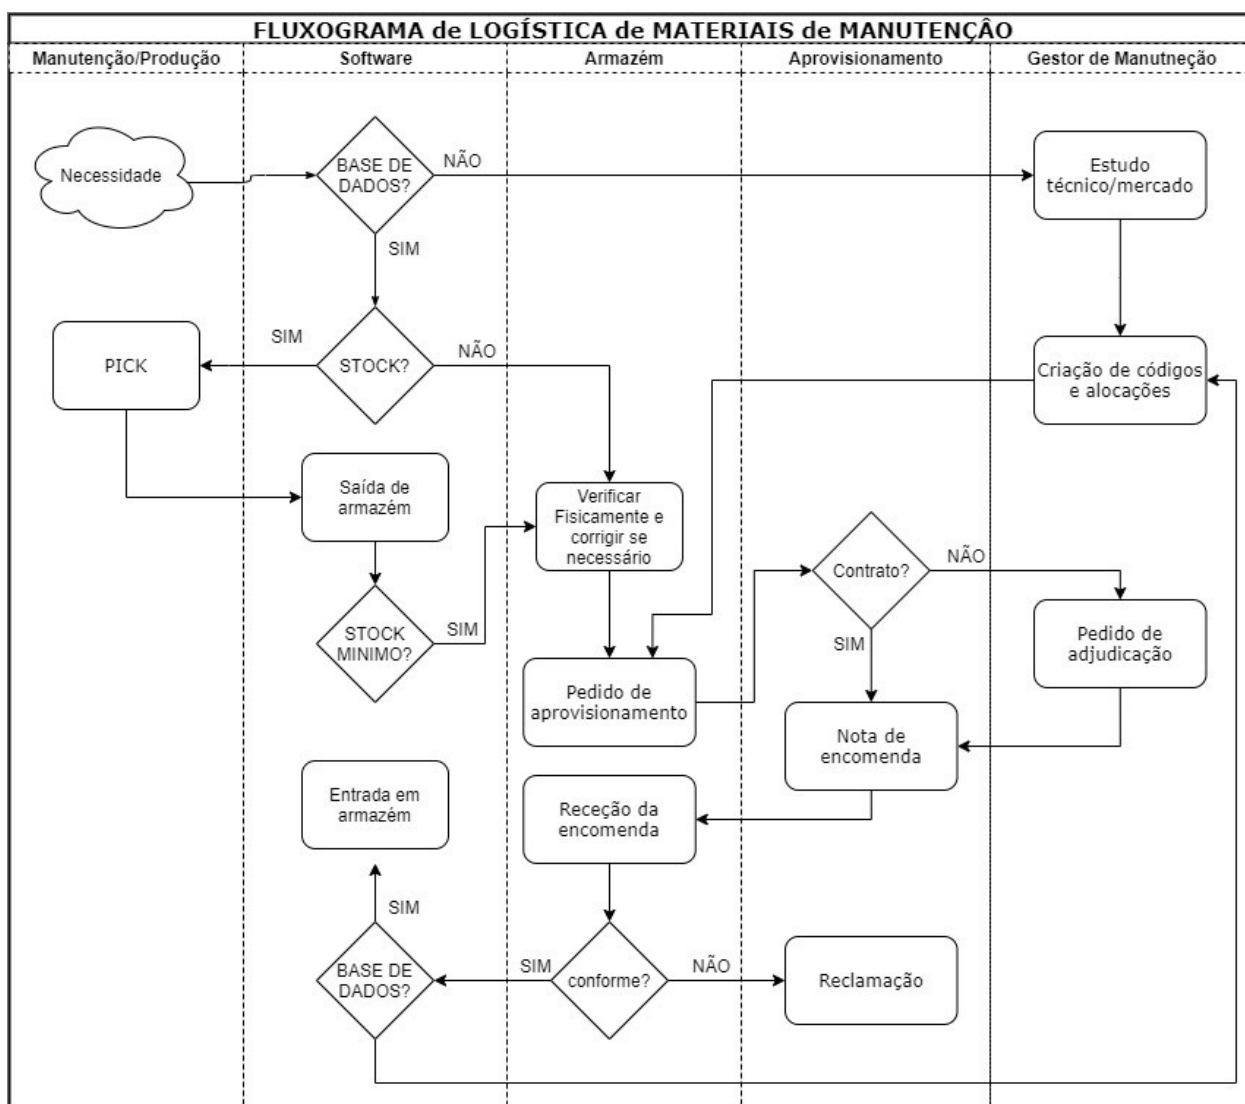 FLUXOGRAMA de LOGÍSTICA de MATERIAIS de MANUTENÇÂO
Manutenção/Produção
Software
Armazém
Aprovisionamento
Gestor de Manutneção
Necessidade
BASE DE
DADOS?
NÃO
SIM
Estudo
técnico/mercado
PICK
SIM
STOCK?
NÃO
Criação de códigos
e alocações
Saída de
armazém
Verificar
Fisicamente e
corrigir se
necessário
Contrato?
NÃO
SIM
STOCK
MINIMO?
SIM
Pedido de
adjudicação
Pedido de
aprovisionamento
Nota de
encomenda
Entrada em
armazém
Receção da
encomenda
SIM
BASE DE
DADOS?
SIM
conforme?
NÃO
Reclamação